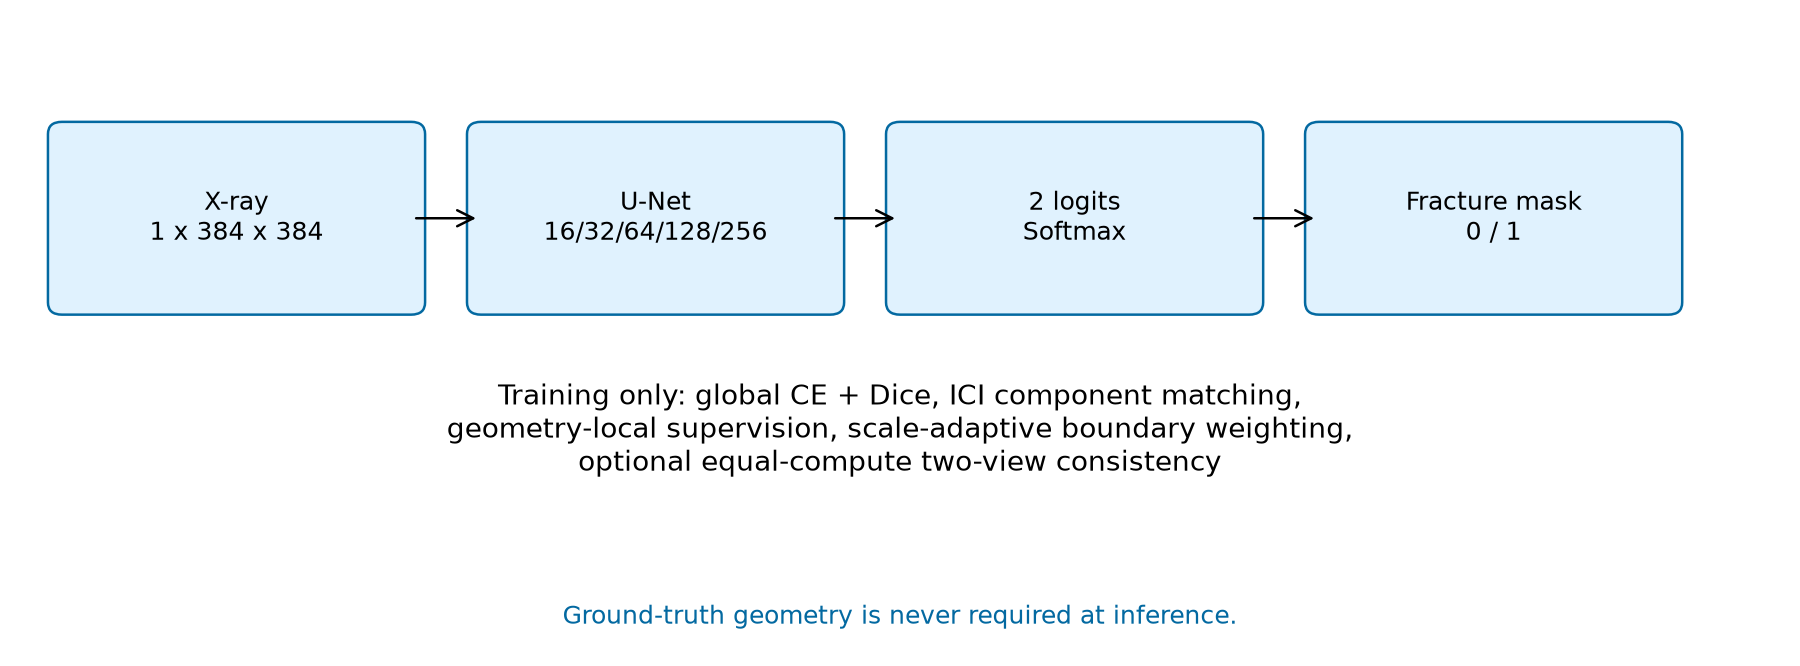 X-ray
1 x 384 x 384
U-Net
16/32/64/128/256
2 logits
Softmax
Fracture mask
0 / 1
Training only: global CE + Dice, ICI component matching,
geometry-local supervision, scale-adaptive boundary weighting,
optional equal-compute two-view consistency
Ground-truth geometry is never required at inference.